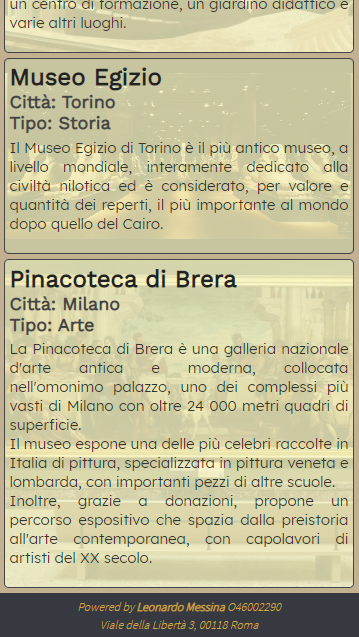 un centro di formazione, un giardino didattico e
varie altri luoghi.
Museo Egizio
Città: Torino
Tipo: Storia
Il Museo Egizio di Torino è il più antico museo, a
livello mondiale, interamente dedicato alla
civiltà nilotica ed è considerato, per valore e
quantità dei reperti, il più importante al mondo
dopo quello del Cairo.
Pinacoteca di Brera
Città: Milano
Tipo: Arte
La Pinacoteca di Brera è una galleria nazionale
d'arte antica e moderna, collocata
nell'omonimo palazzo, uno dei complessi più
vasti di Milano con oltre 24 000 metri quadri di
superficie.
Il museo espone una delle più celebri raccolte in
Italia di pittura, specializzata in pittura veneta e
lombarda, con importanti pezzi di altre scuole.
Inoltre, grazie a donazioni, propone un
percorso espositivo che spazia dalla preistoria
all'arte contemporanea, con capolavori di
artisti del XX secolo.
Powered by Leonardo Messina O46002290
Viale della Libertà 3, 00118 Roma